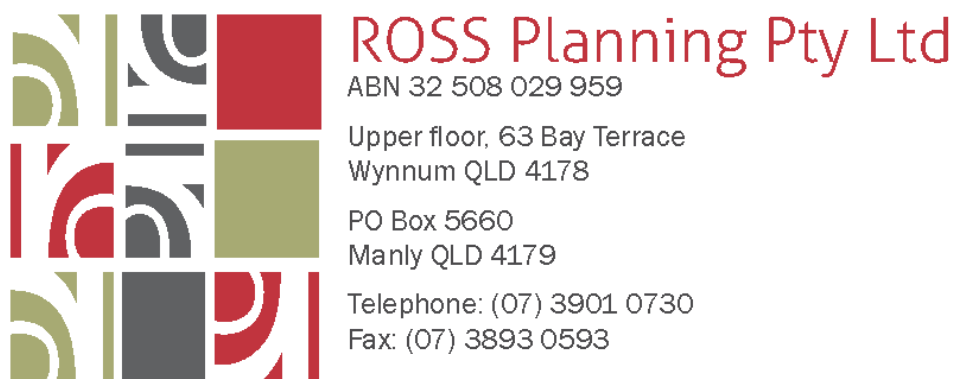 ROSS Planning Pty Ltd
ABN 32 508 029 959
Upper floor, 63 Bay Terrace
Wynnum QLD 4178
PO Box 5660
Manly QLD 4179
Telephone: (07) 3901 0730
Fax: (07) 3893 0593